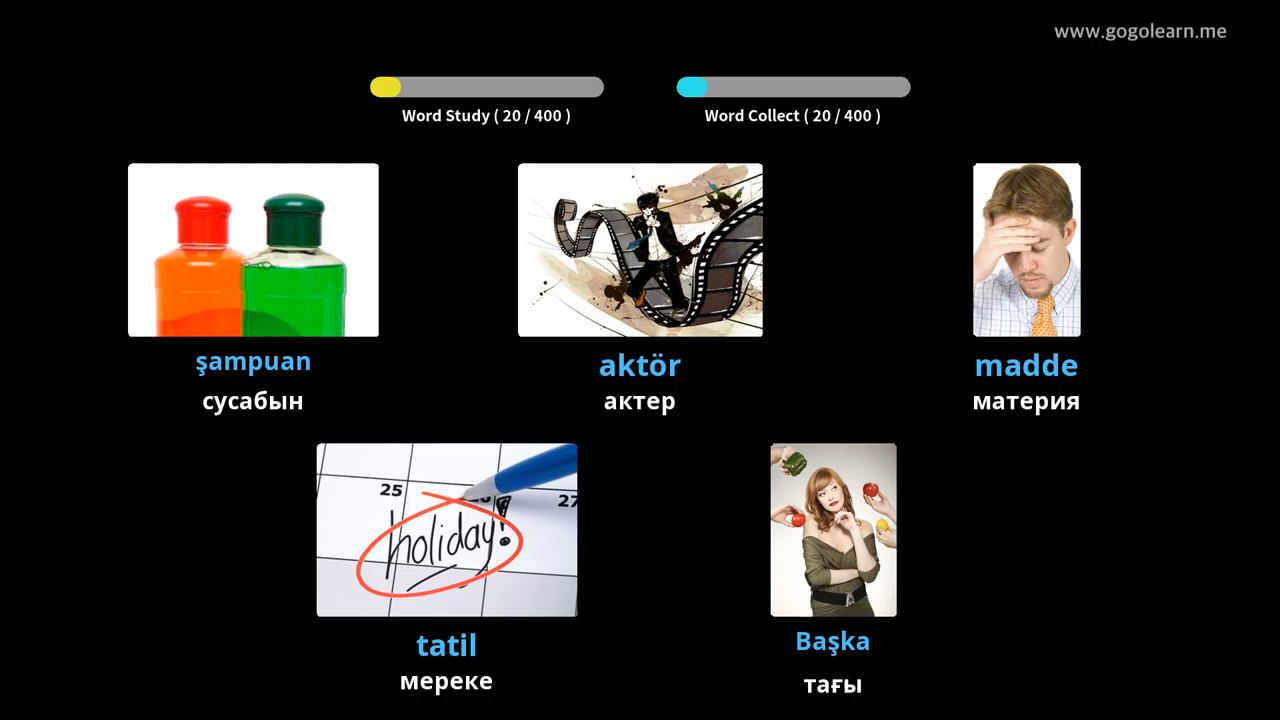 www.gogolearn.me
Word Study ( 20 / 400 )
Word Collect ( 20 / 400 )
şampuan
сусабын
aktör
актер
madde
материя
25
27
holiday!
tatil
мереке
Başka
тағы